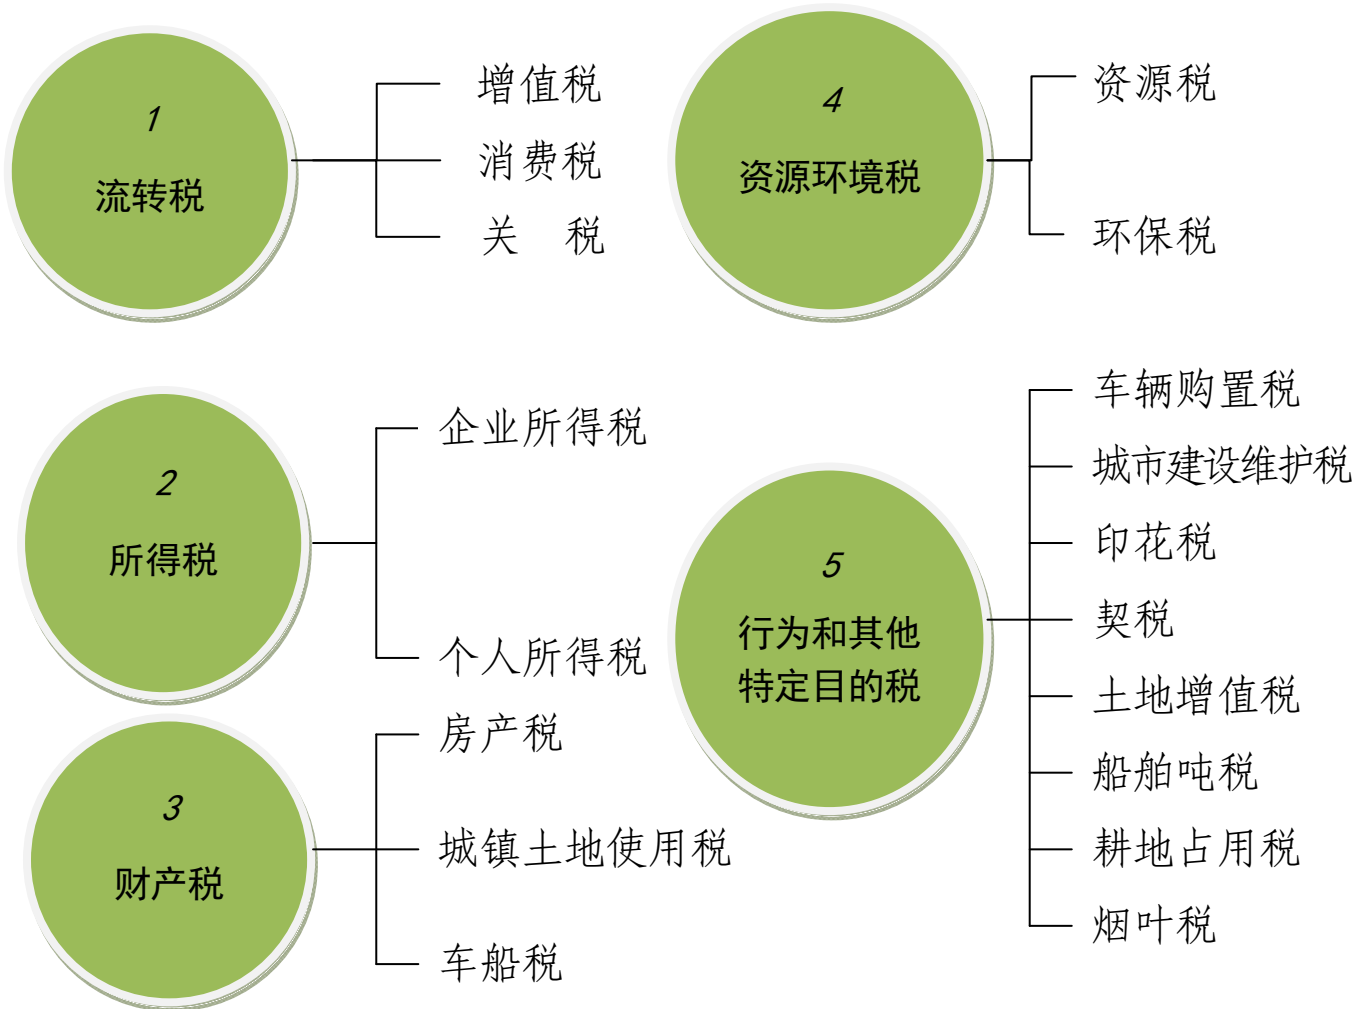 1
流转税
增值税
消费税
关 税
2
所得税
企业所得税
个人所得税
3
财产税
房产税
城镇土地使用税
车船税
4
资源环境税
资源税
环保税
5
行为和其他
特定目的税
车辆购置税
城市建设维护税
印花税
契税
土地增值税
船舶吨税
耕地占用税
烟叶税